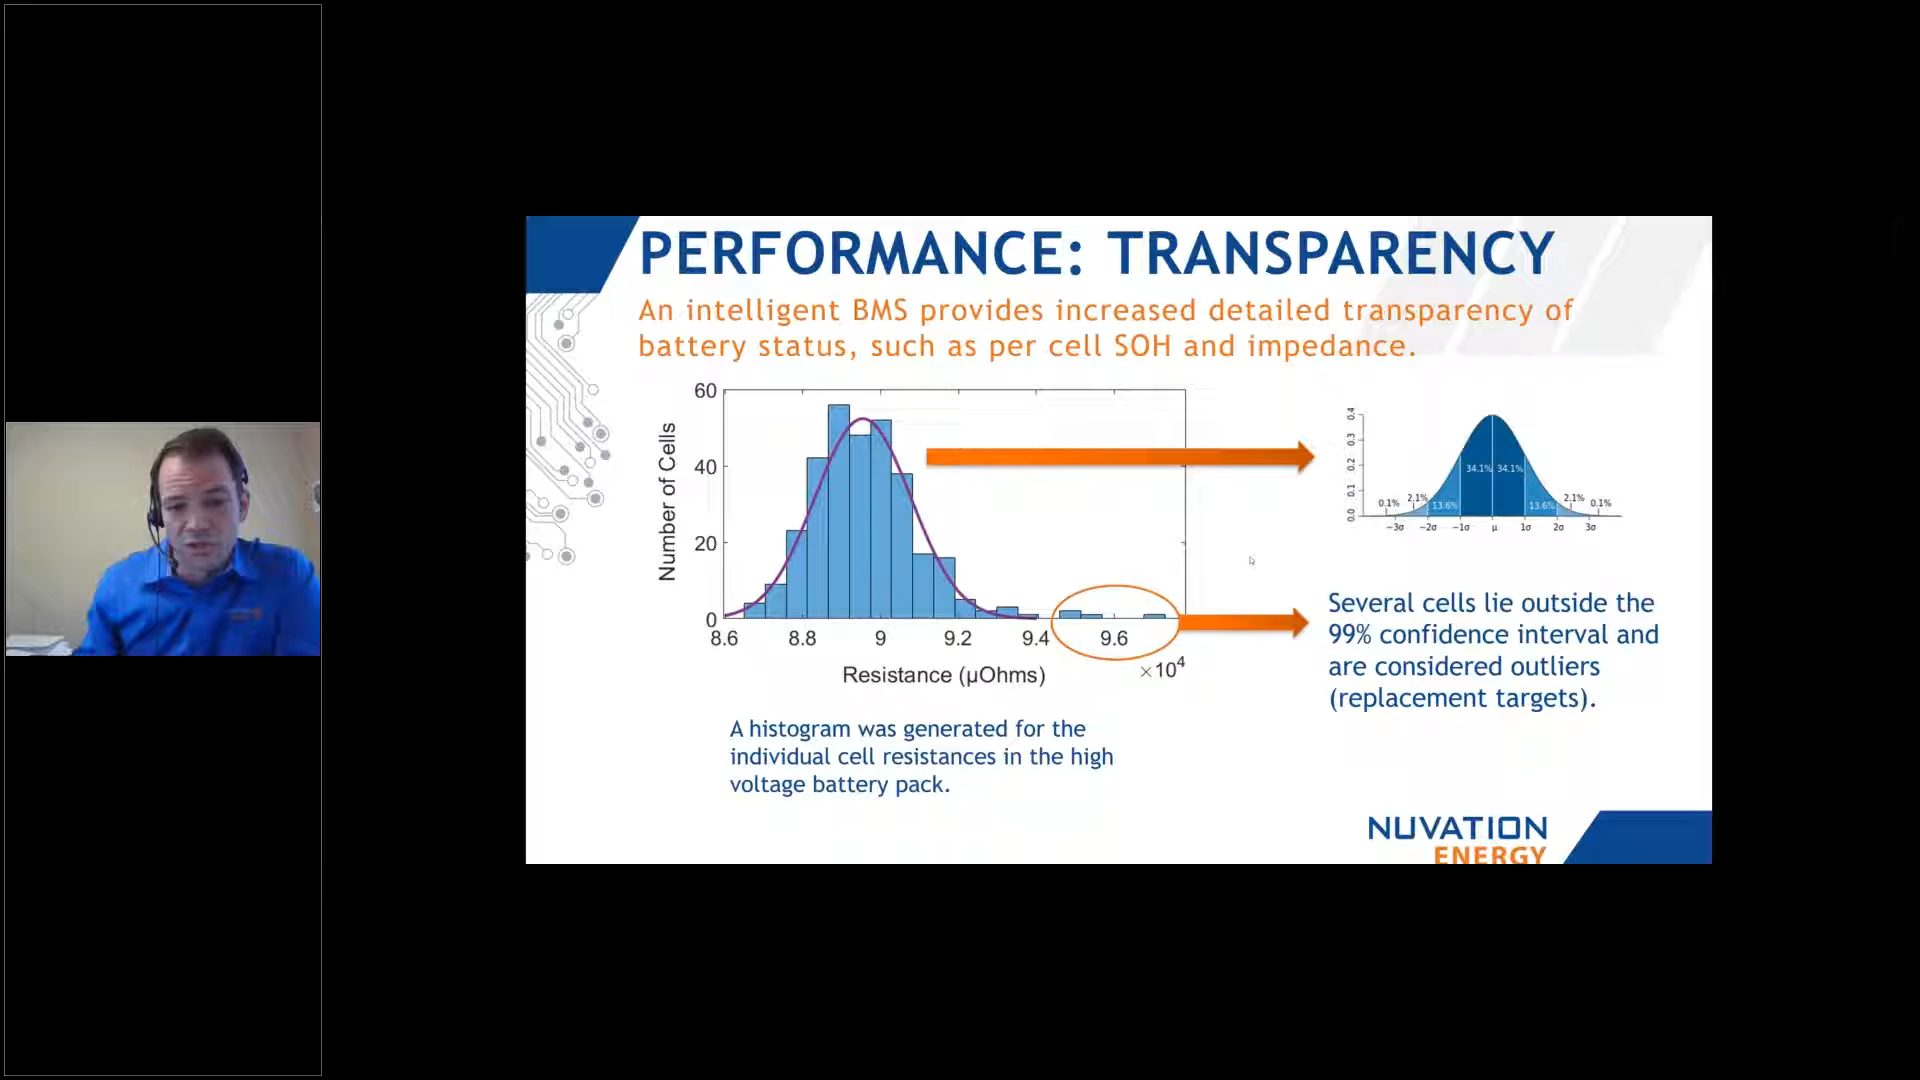 PERFORMANCE: TRANSPARENCY
An intelligent BMS provides increased detailed transparency of
battery status, such as per cell SOH and impedance.
60
40
20
0
Number of Cells
8.6 8.8 9 9.2 9.4 9.6
×10⁴
Resistance (µOhms)
A histogram was generated for the
individual cell resistances in the high
voltage battery pack.
0.4
0.3
0.2
0.1
0.0
34.1% 34.1%
0.1% 2.1% 13.6% 13.6% 2.1% 0.1%
−3σ −2σ −1σ µ 1σ 2σ 3σ
Several cells lie outside the
99% confidence interval and
are considered outliers
(replacement targets).
NUVATION
ENERGY